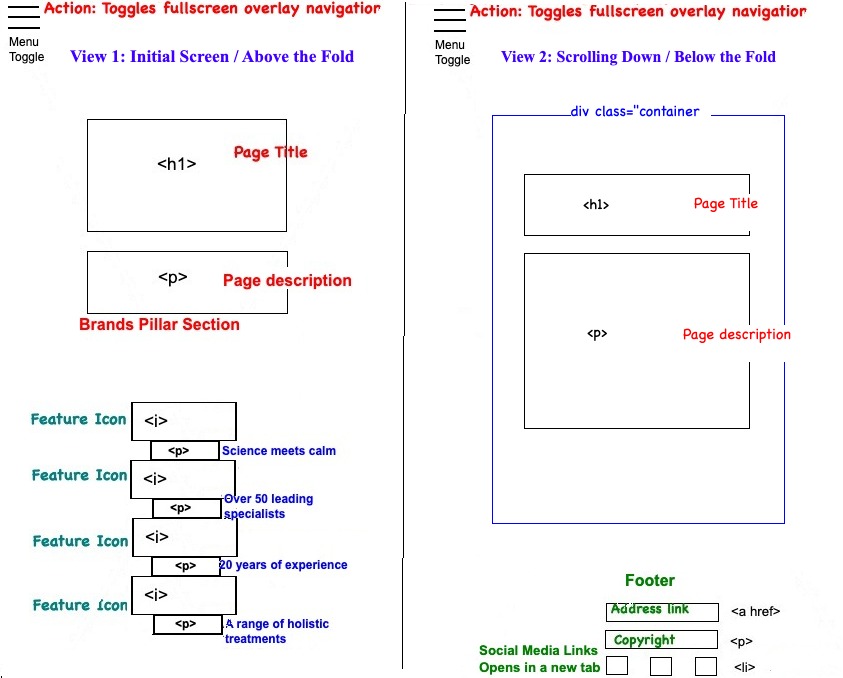 Action: Toggles fullscreen overlay navigation
Menu
Toggle
View 1: Initial Screen / Above the Fold
<h1>
Page Title
<p>
Page description
Brands Pillar Section
Feature Icon
<i>
<p>
Science meets calm
Feature Icon
<i>
<p>
Over 50 leading
specialists
Feature Icon
<i>
<p>
20 years of experience
Feature icon
<i>
<p>
A range of holistic
treatments
Action: Toggles fullscreen overlay navigation
Menu
Toggle
View 2: Scrolling Down / Below the Fold
div class="container
<h1>
Page Title
<p>
Page description
Footer
Address link
<a href>
Copyright
<p>
Social Media Links
Opens in a new tab
<li>